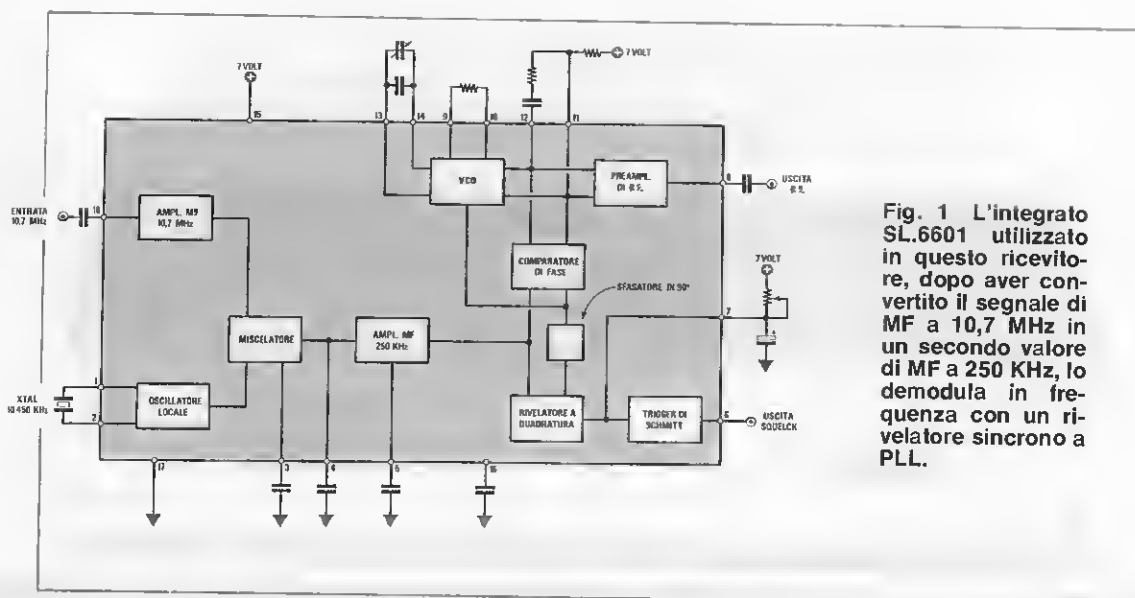 7 VOLT
15
13
14
9
10
12
11
7 VOLT
VCO
PREAMPL.
DI B.F.
8
USCITA
B.F.
ENTRATA
10,7 MHz
18
AMPL. MF
10,7 MHz
COMPARATORE
DI FASE
SFASATORE DI 90°
7 VOLT
7
MISCELATORE
AMPL. MF
250 KHz
XTAL
10.450 KHz
1
2
OSCILLATORE
LOCALE
RIVELATORE A
QUADRATURA
TRIGGER DI
SCHMITT
6
USCITA
SQUELCK
17
3
4
5
16
Fig. 1 L'integrato
SL.6601 utilizzato
in questo ricevito-
re, dopo aver con-
vertito il segnale di
MF a 10,7 MHz in
un secondo valore
di MF a 250 KHz, lo
demodula in fre-
quenza con un ri-
velatore sincrono a
PLL.